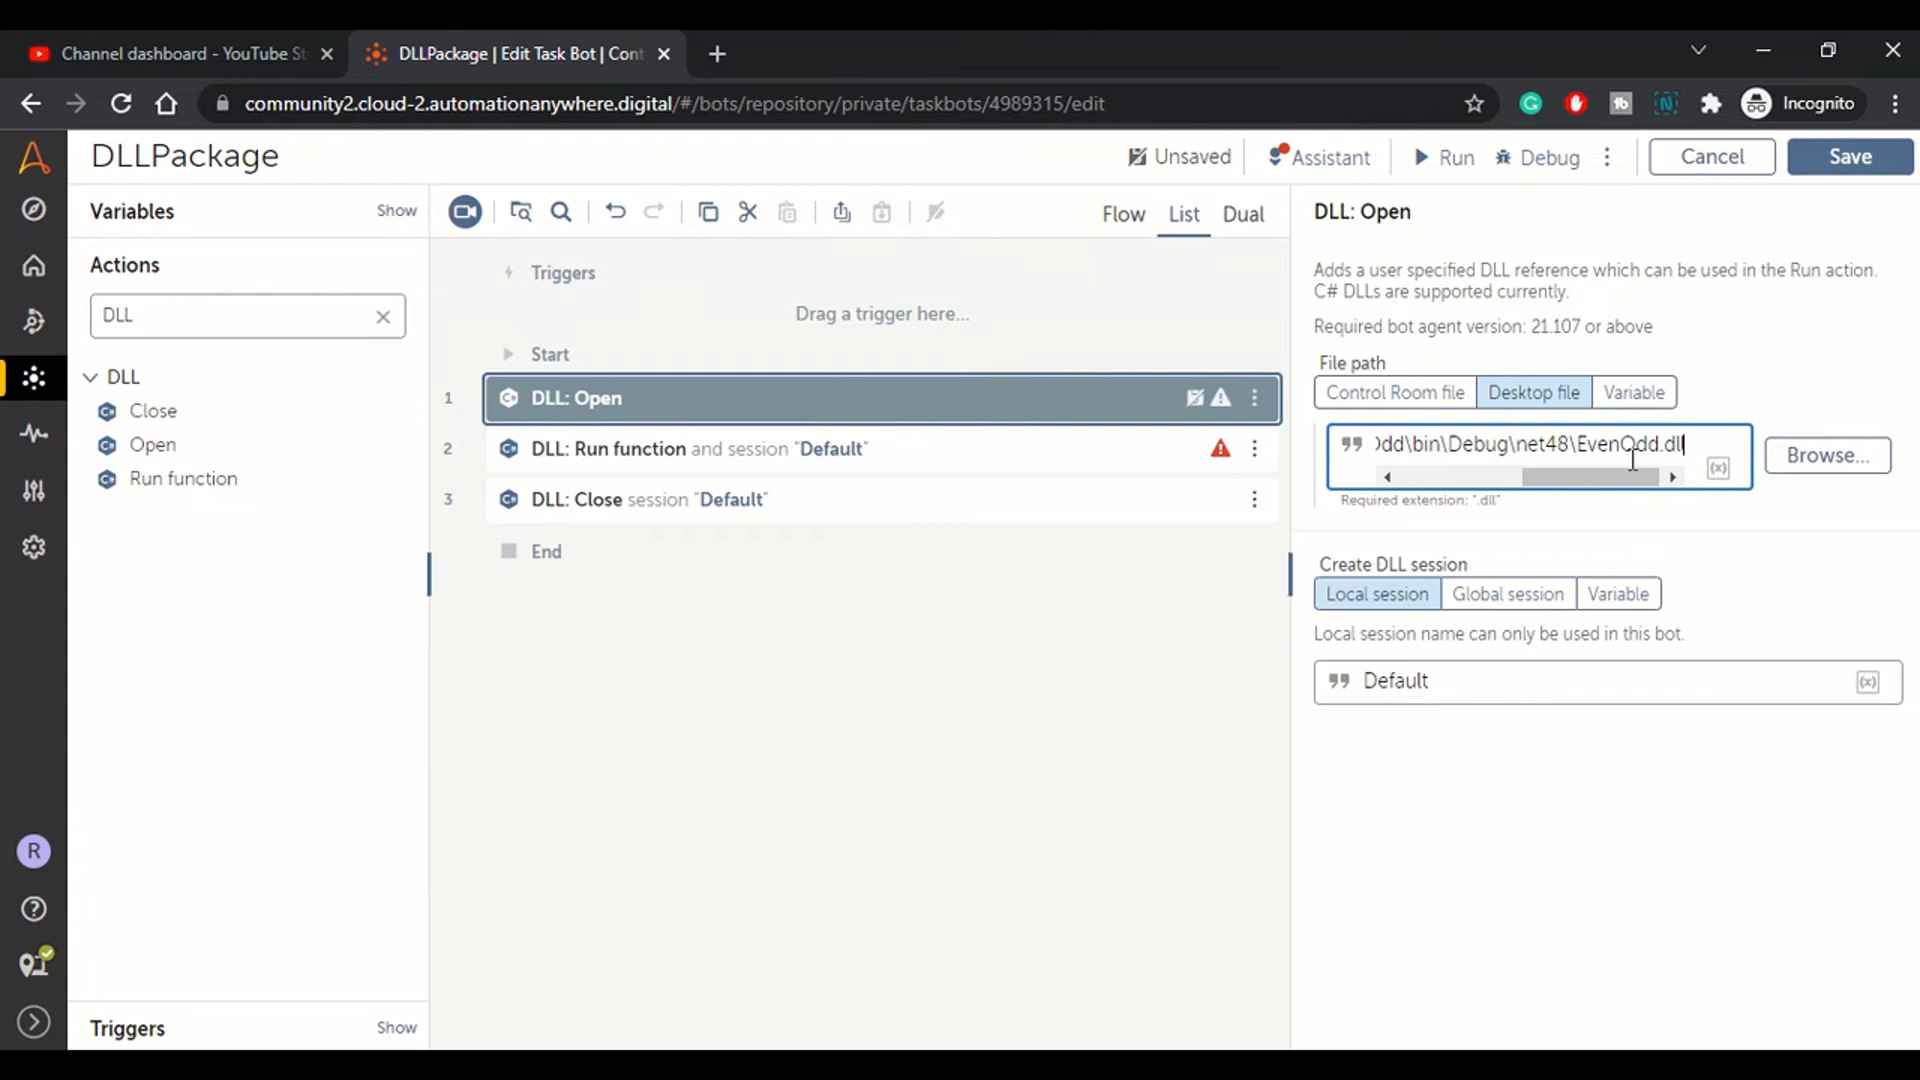 Channel dashboard - YouTube St
DLLPackage | Edit Task Bot | Cont
community2.cloud-2.automationanywhere.digital/#/bots/repository/private/taskbots/4989315/edit
Incognito
DLLPackage
Unsaved
Assistant
Run
Debug
Cancel
Save
Variables
Show
Flow
List
Dual
DLL: Open
Actions
DLL
Adds a user specified DLL reference which can be used in the Run action.
C# DLLs are supported currently.
Required bot agent version: 21.107 or above
DLL
Close
Open
Run function
Triggers
Drag a trigger here...
Start
1 DLL: Open
2 DLL: Run function and session "Default"
3 DLL: Close session "Default"
End
File path
Control Room file
Desktop file
Variable
Odd\bin\Debug\net48\EvenOdd.dll
(x)
Browse...
Required extension: ".dll"
Create DLL session
Local session
Global session
Variable
Local session name can only be used in this bot.
Default
(x)
R
Triggers
Show